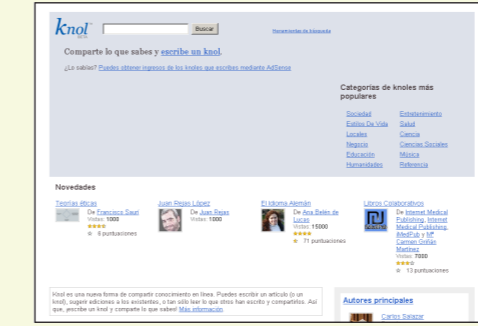 knol
Buscar
Herramientas de búsqueda
Comparte lo que sabes y escribe un knol.
¿Lo sabías? Puedes obtener ingresos de los knoles que escribes mediante AdSense
Categorías de knoles más
populares
Sociedad Entretenimiento
Estilos De Vida Salud
Locales Ciencia
Negocio Ciencias Sociales
Educación Música
Humanidades Referencia
Novedades
Teorías éticas
De Francisco Saurí
Visitas: 1000
6 puntuaciones
Juan Rejas López
De Juan Rejas
Visitas: 1000
El Idioma Alemán
De Ana Belén de
Lucas
Visitas: 15000
71 puntuaciones
Libros Colaborativos
De Internet Medical
Publishing, Internet
Medical Publishing,
iMedPub y Mª
Carmen Griñán
Martínez
Visitas: 7000
13 puntuaciones
Knol es una nueva forma de compartir conocimiento en línea. Puedes escribir un artículo (o un
knol), sugerir ediciones a los existentes, o tan sólo leer lo que otros han escrito y compartirlos. Así
que, ¡escribe un knol y comparte lo que sabes! Más información
Autores principales
Carlos Salazar